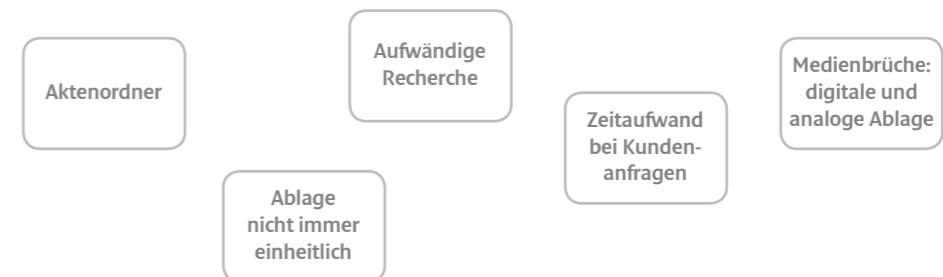 Aktenordner
Ablage
nicht immer
einheitlich
Aufwändige
Recherche
Zeitaufwand
bei Kunden-
anfragen
Medienbrüche:
digitale und
analoge Ablage